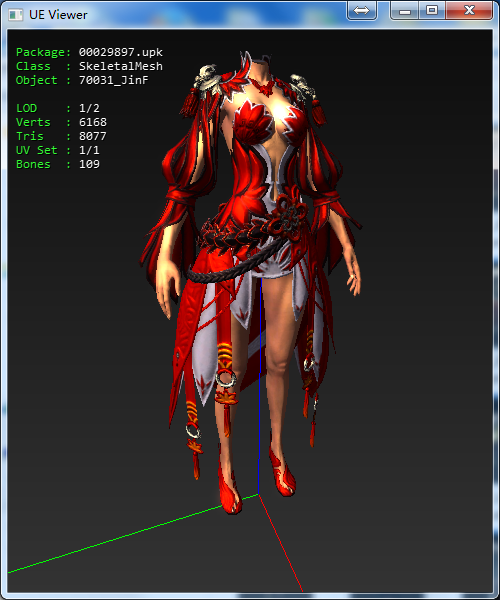 UE Viewer
Package: 00029897.upk
Class : SkeletalMesh
Object : 70031_JinF
LOD : 1/2
Verts : 6168
Tris : 8077
UV Set : 1/1
Bones : 109